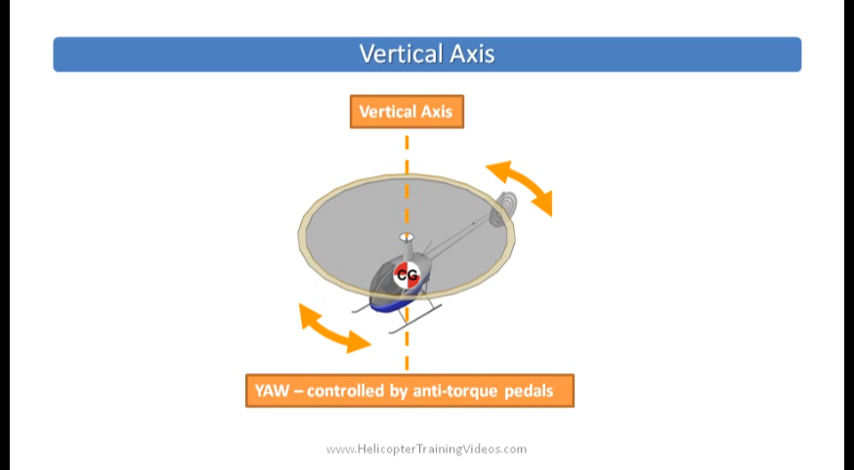 Vertical Axis
Vertical Axis
CG
YAW – controlled by anti-torque pedals
www.HelicopterTrainingVideos.com